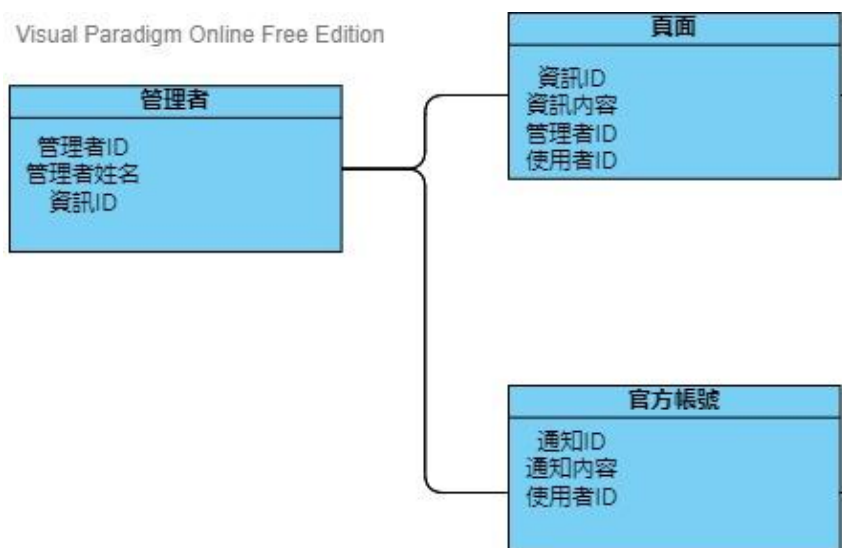 Visual Paradigm Online Free Edition
管理者
管理者ID
管理者姓名
資訊ID
頁面
資訊ID
資訊內容
管理者ID
使用者ID
官方帳號
通知ID
通知內容
使用者ID